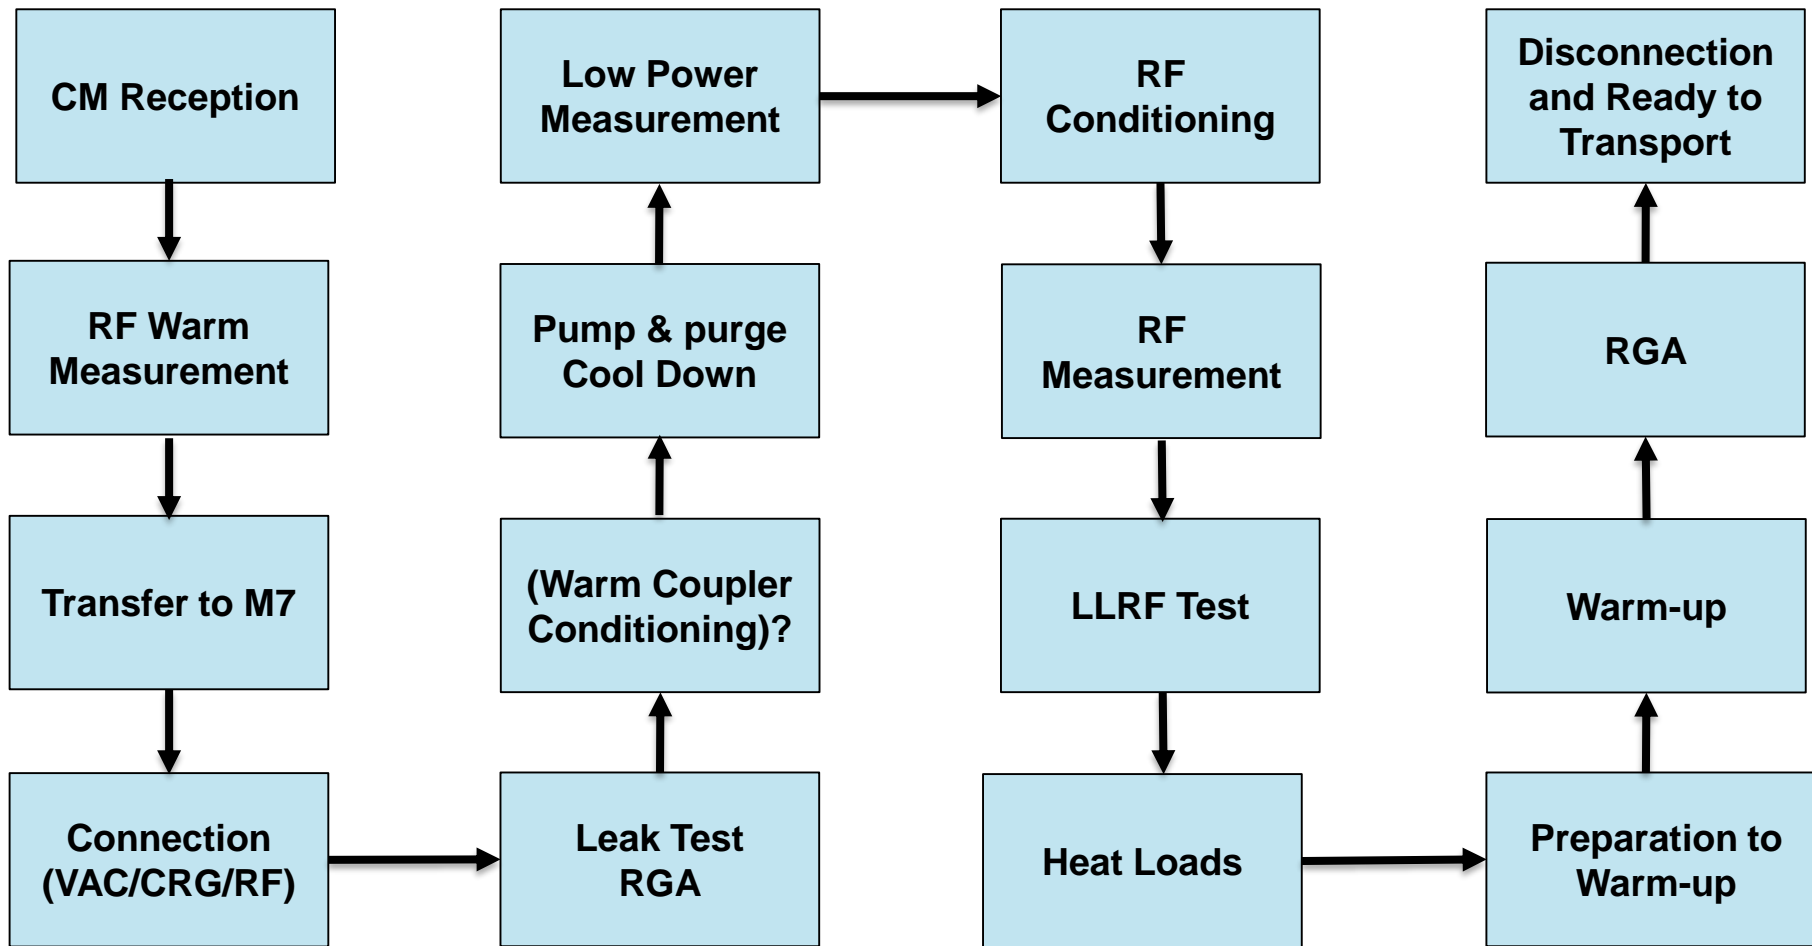 CM Reception
RF Warm
Measurement
Transfer to M7
Connection
(VAC/CRG/RF)
Leak Test
RGA
(Warm Coupler
Conditioning)?
Pump & purge
Cool Down
Low Power
Measurement
RF
Conditioning
RF
Measurement
LLRF Test
Heat Loads
Preparation to
Warm-up
Warm-up
RGA
Disconnection
and Ready to
Transport